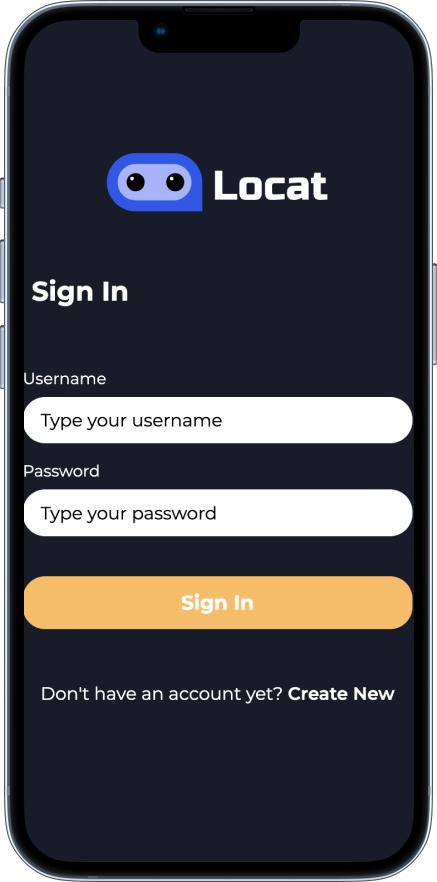 Locat
Sign In
Username
Type your username
Password
Type your password
Sign In
Don't have an account yet? Create New